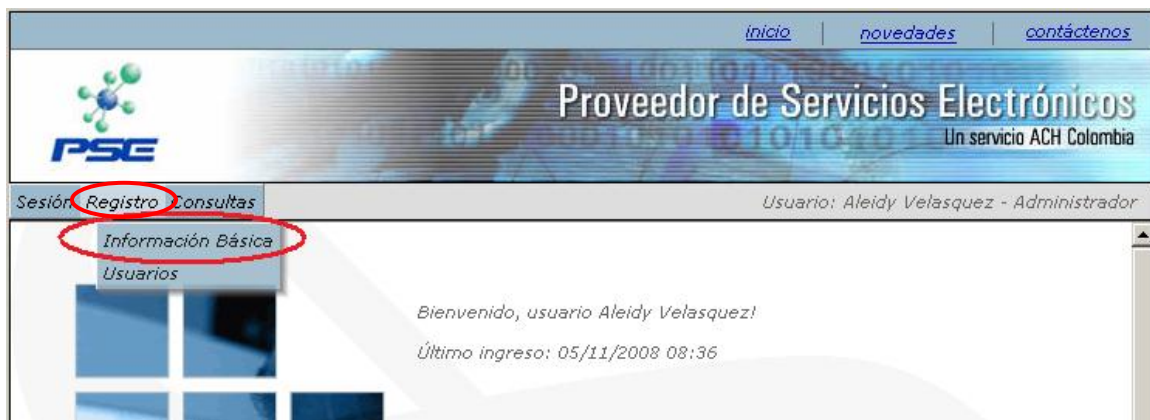 inicio | novedades | contáctenos
PSE
Proveedor de Servicios Electrónicos
Un servicio ACH Colombia
Sesión Registro Consultas
Usuario: Aleidy Velasquez - Administrador
Información Básica
Usuarios
Bienvenido, usuario Aleidy Velasquez!
Último ingreso: 05/11/2008 08:36